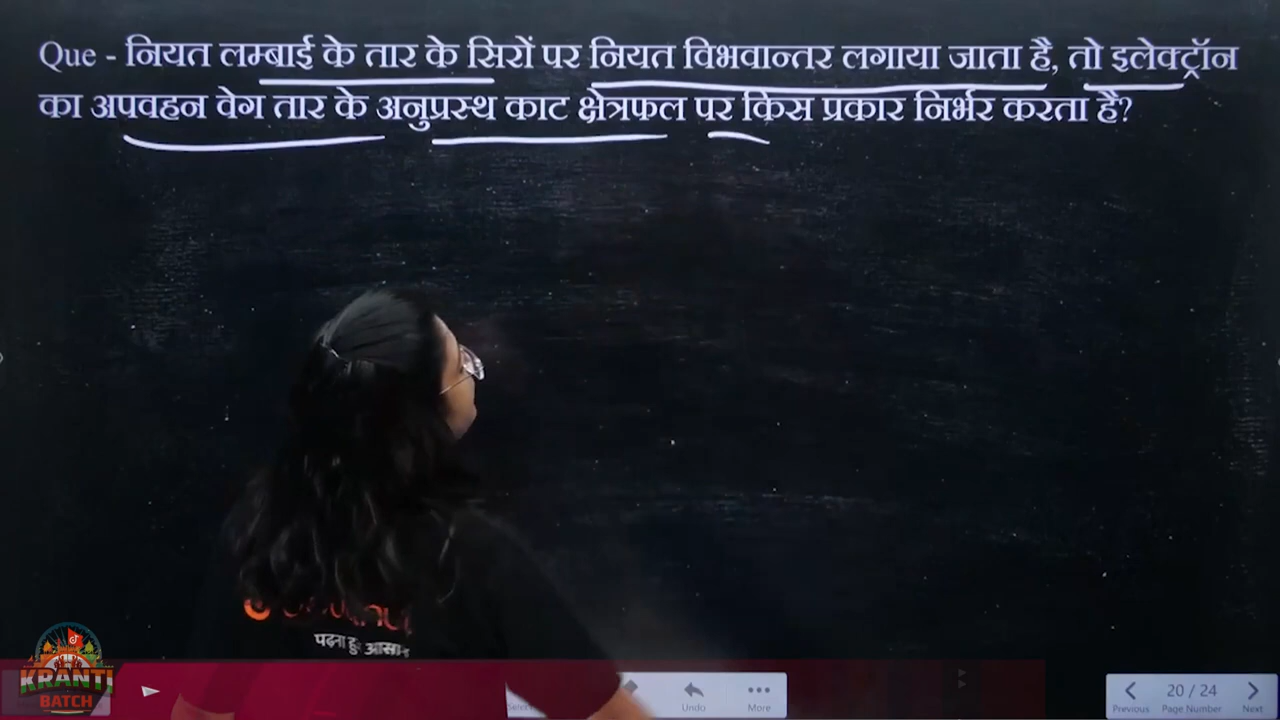 Que - नियत लम्बाई के तार के सिरों पर नियत विभवान्तर लगाया जाता है, तो इलेक्ट्रॉन
का अपवहन वेग तार के अनुप्रस्थ काट क्षेत्रफल पर किस प्रकार निर्भर करता है?
पढ़ना हुआ आसान
KRANTI
BATCH
Undo
More
20 / 24
Previous
Page Number
Next